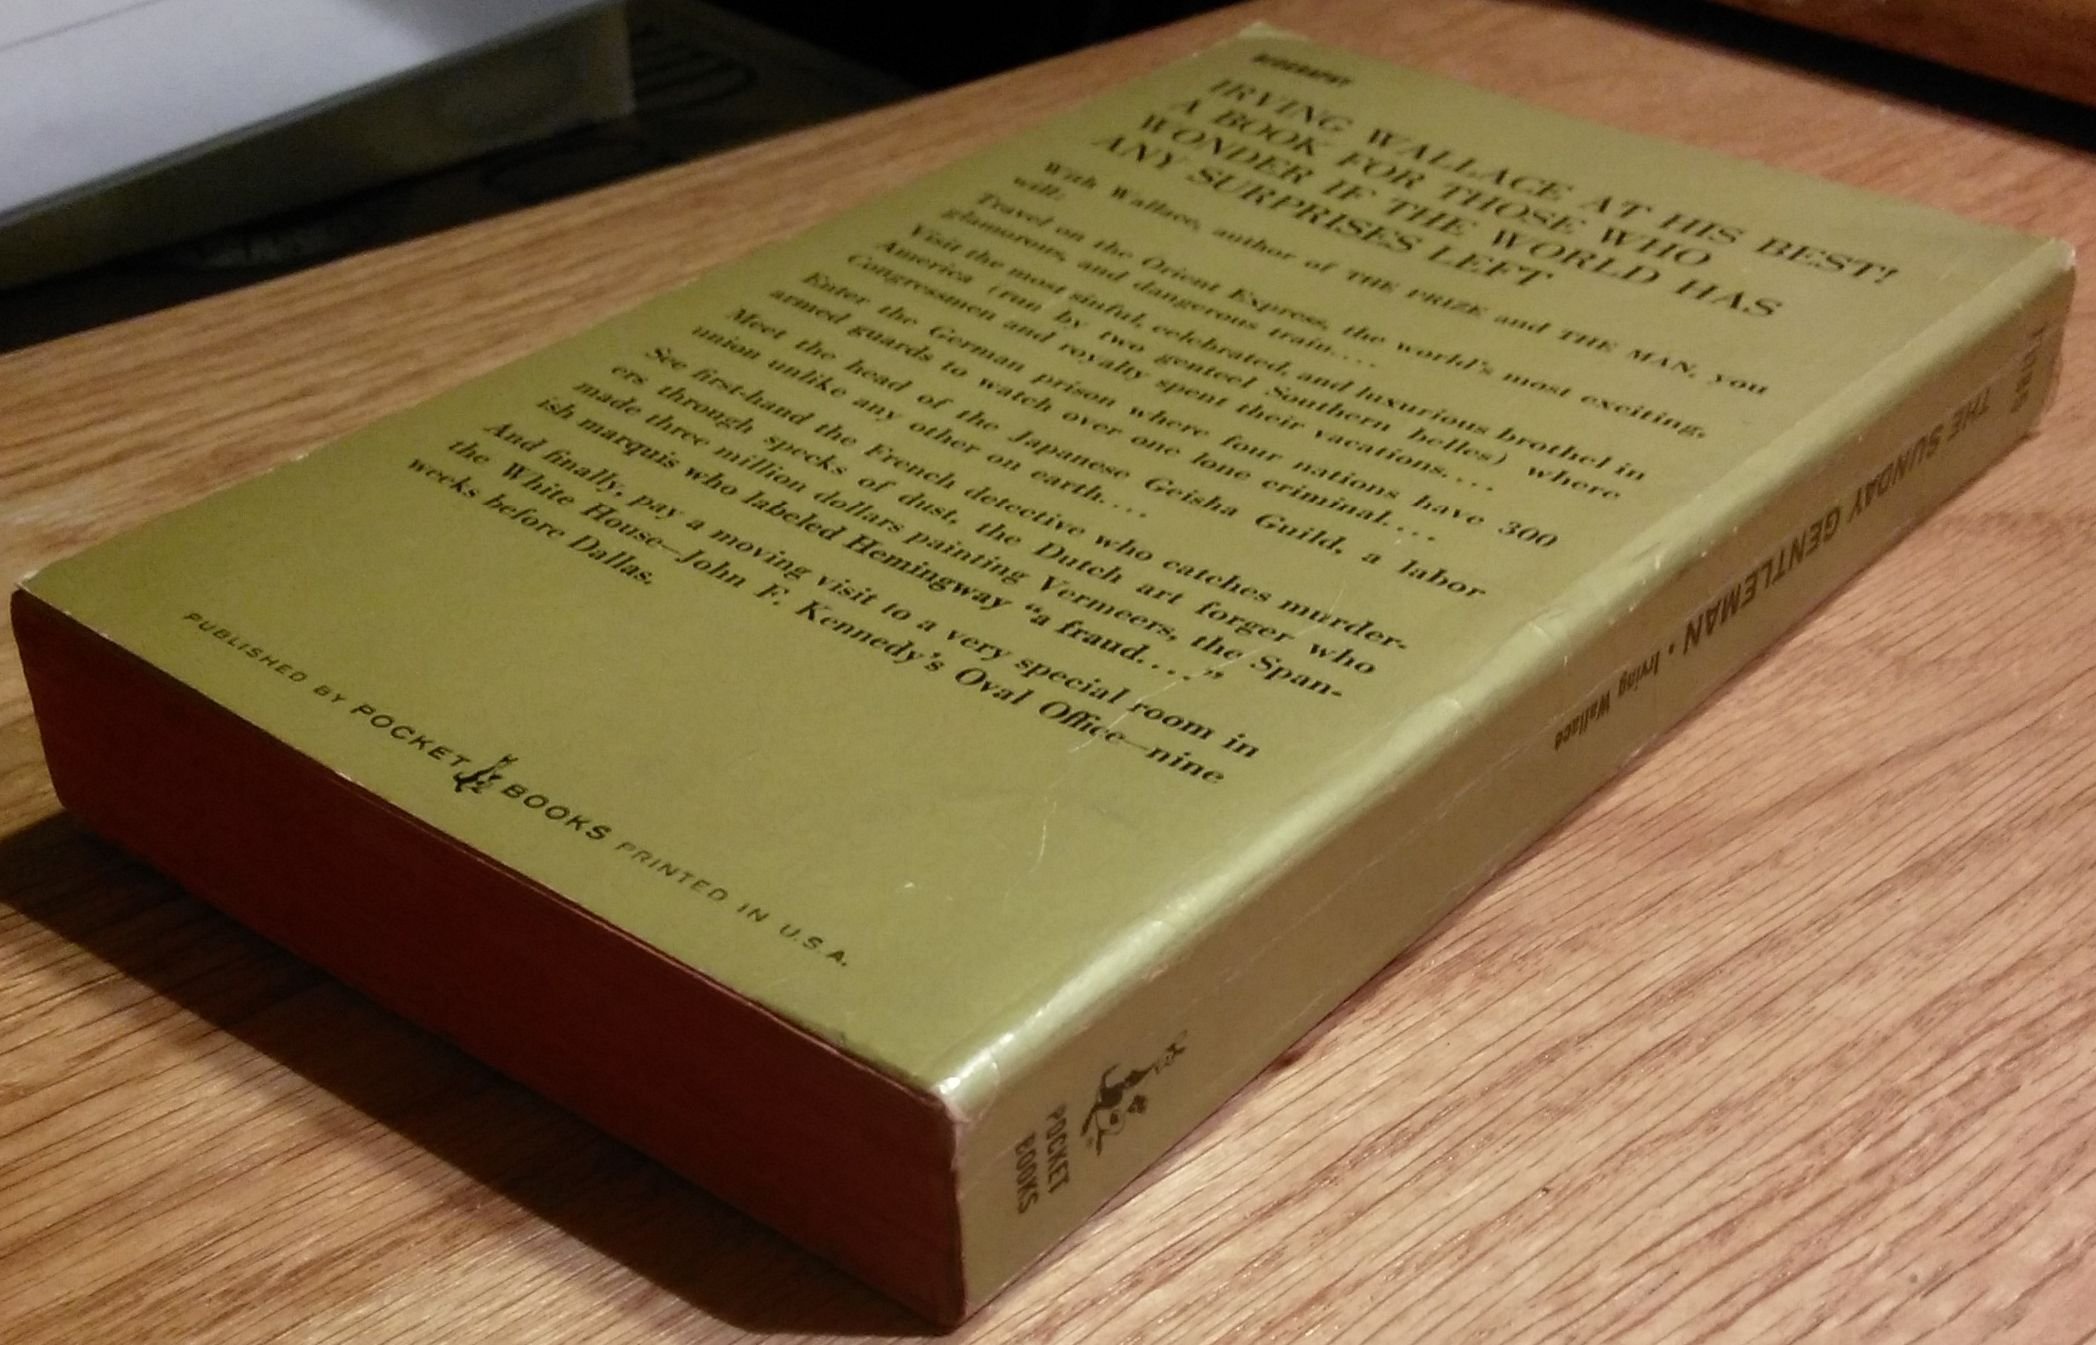 BIOGRAPHY
IRVING WALLACE AT HIS BEST!
A BOOK FOR THOSE WHO
WONDER IF THE WORLD HAS
ANY SURPRISES LEFT
With Wallace, author of THE PRIZE and THE MAN, you
will:
Travel on the Orient Express, the world's most exciting,
glamorous, and dangerous train....
Visit the most sinful, celebrated, and luxurious brothel in
America (run by two genteel Southern belles) where
Congressmen and royalty spent their vacations....
Enter the German prison where four nations have 300
armed guards to watch over one lone criminal....
Meet the head of the Japanese Geisha Guild, a labor
union unlike any other on earth....
See first-hand the French detective who catches murder-
ers through specks of dust, the Dutch art forger who
made three million dollars painting Vermeers, the Span-
ish marquis who labeled Hemingway "a fraud...."
And finally, pay a moving visit to a very special room in
the White House—John F. Kennedy's Oval Office—nine
weeks before Dallas.
PUBLISHED BY POCKET BOOKS PRINTED IN U.S.A.
THE SUNDAY GENTLEMAN • Irving Wallace
POCKET
BOOKS